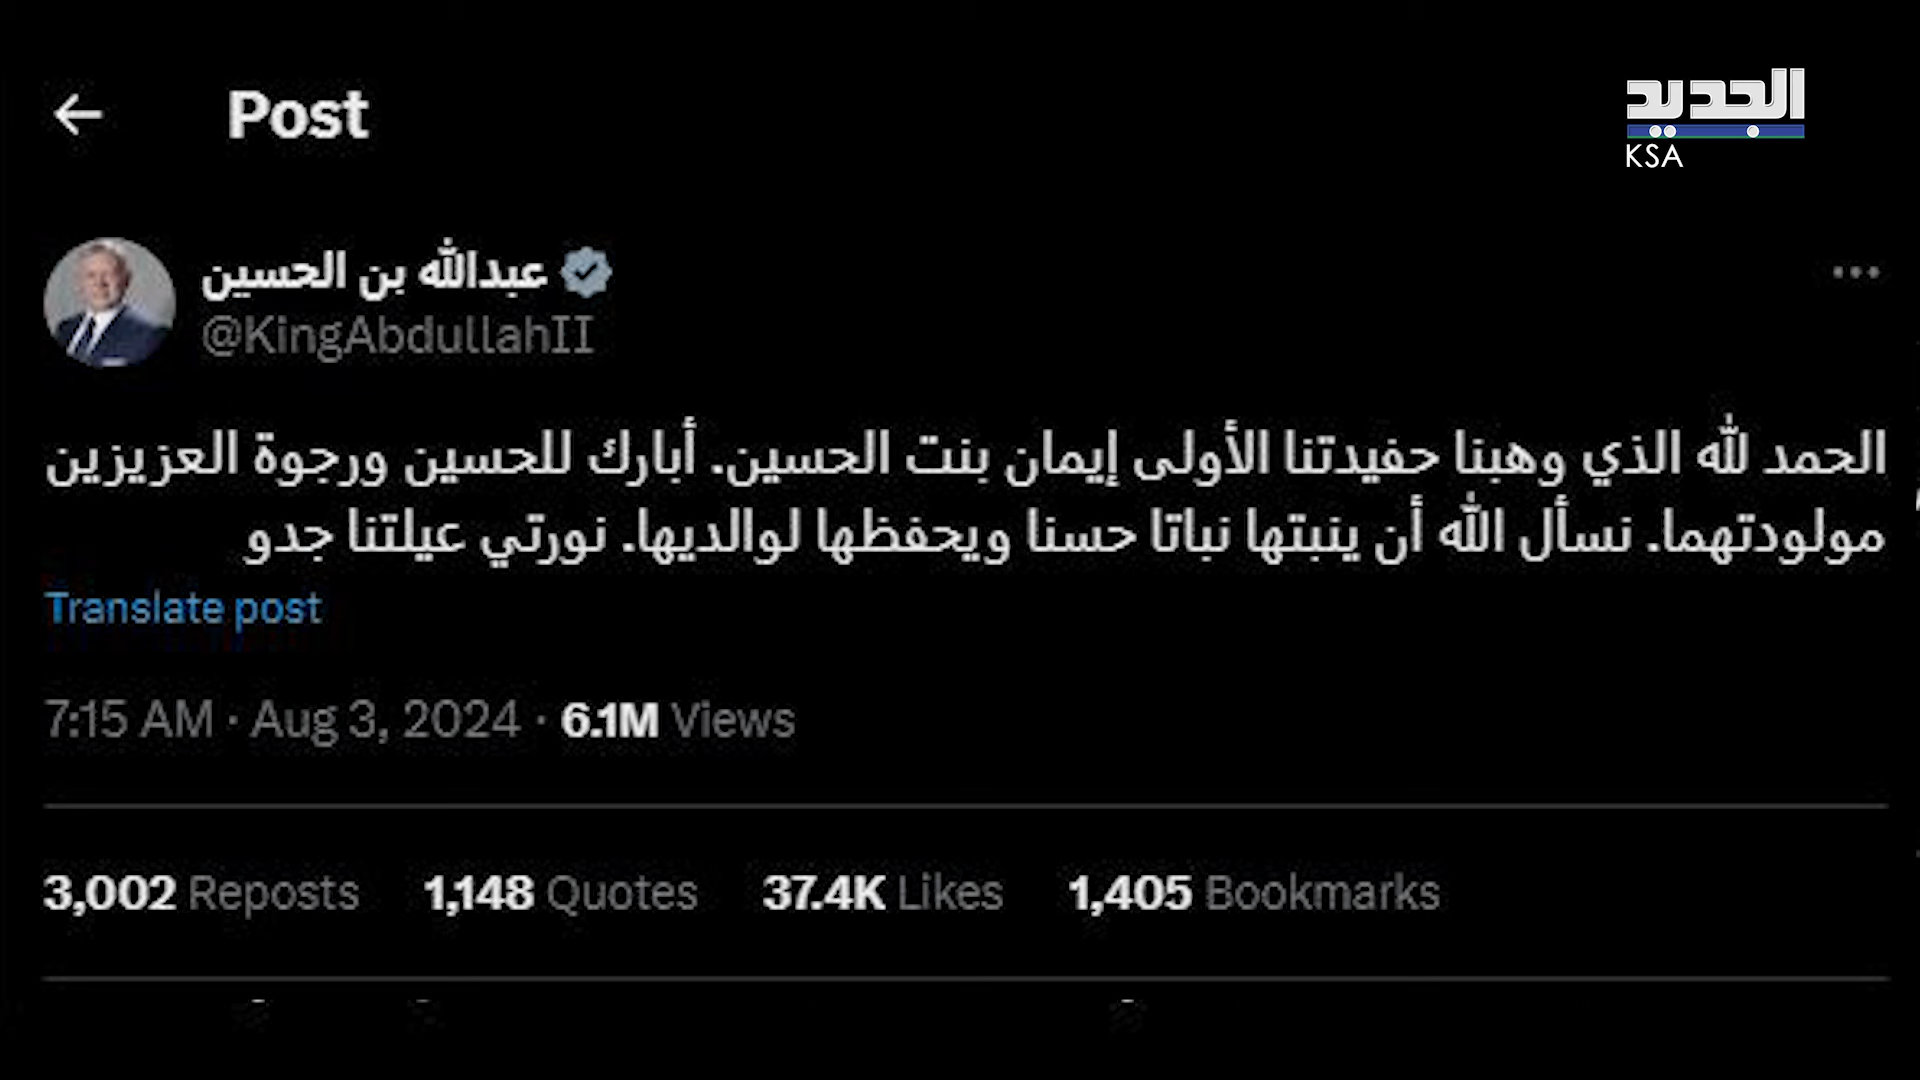 Post
الجديد
KSA
عبدالله بن الحسين
@KingAbdullahII
الحمد لله الذي وهبنا حفيدتنا الأولى إيمان بنت الحسين. أبارك للحسين ورجوة العزيزين
مولودتهما. نسأل الله أن ينبتها نباتا حسنا ويحفظها لوالديها. نورتي عيلتنا جدو
Translate post
7:15 AM · Aug 3, 2024 · 6.1M Views
3,002 Reposts 1,148 Quotes 37.4K Likes 1,405 Bookmarks